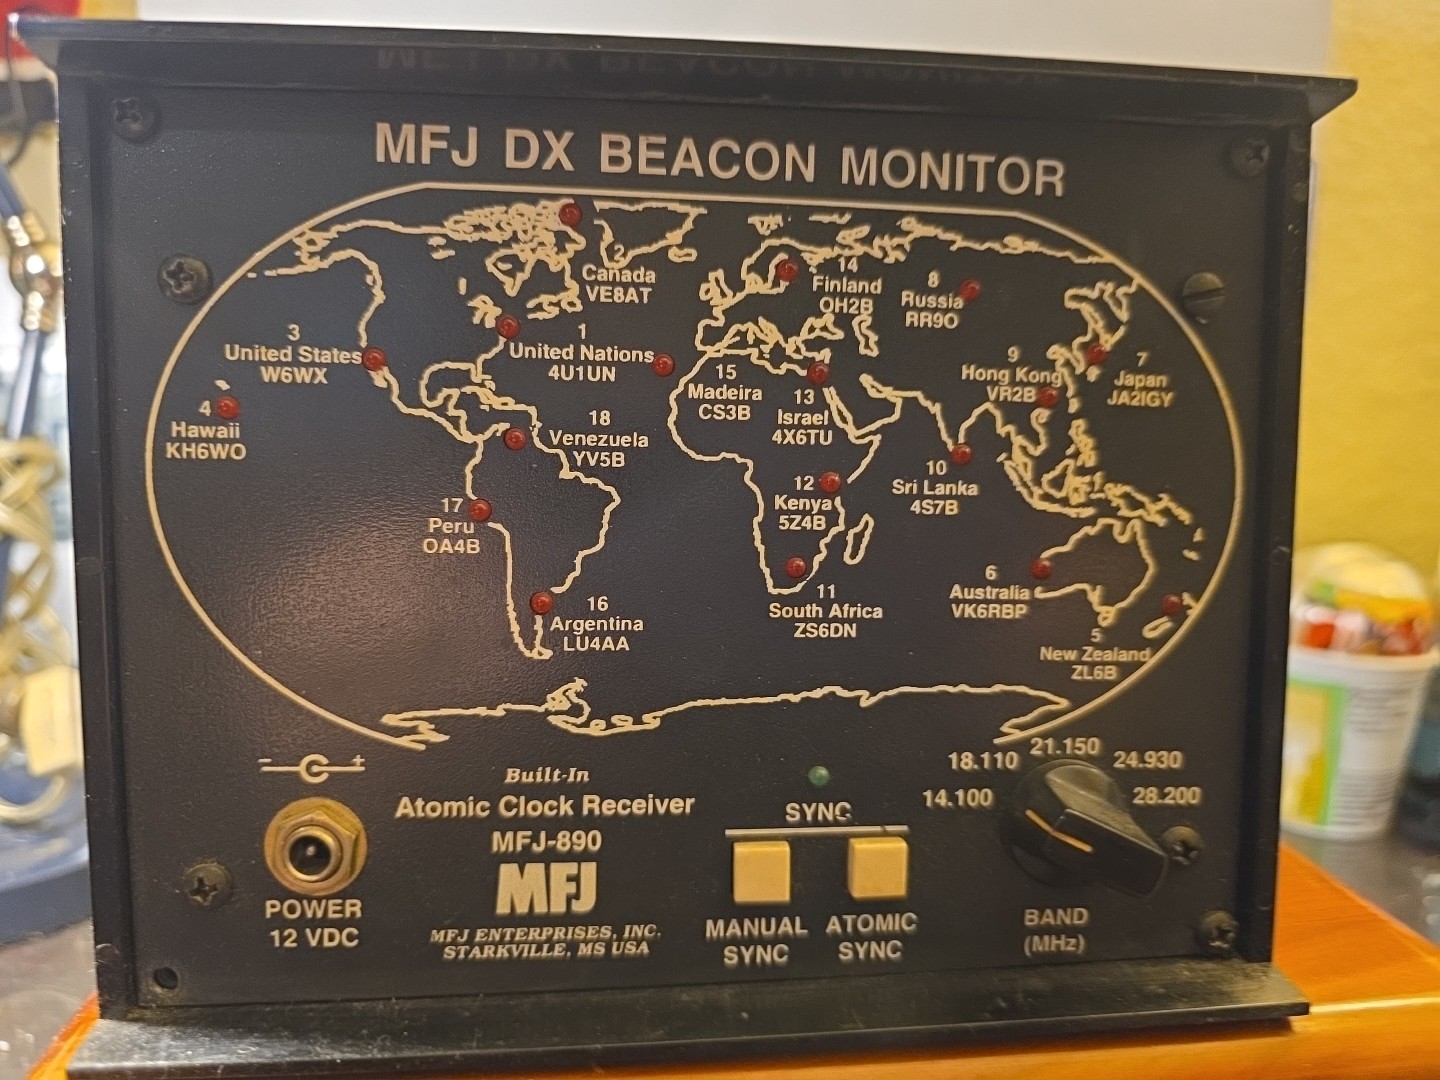 MFJ DX BEACON MONITOR
2
Canada
VE8AT
14
Finland
OH2B
8
Russia
RR9O
3
United States
W6WX
1
United Nations
4U1UN
15
Madeira
CS3B
13
Israel
4X6TU
9
Hong Kong
VR2B
7
Japan
JA2IGY
4
Hawaii
KH6WO
18
Venezuela
YV5B
12
Kenya
5Z4B
10
Sri Lanka
4S7B
17
Peru
OA4B
16
Argentina
LU4AA
11
South Africa
ZS6DN
6
Australia
VK6RBP
5
New Zealand
ZL6B
- +
POWER
12 VDC
Built-In
Atomic Clock Receiver
MFJ-890
MFJ
MFJ ENTERPRISES, INC.
STARKVILLE, MS USA
SYNC
MANUAL
SYNC
ATOMIC
SYNC
14.100
18.110
21.150
24.930
28.200
BAND
(MHz)